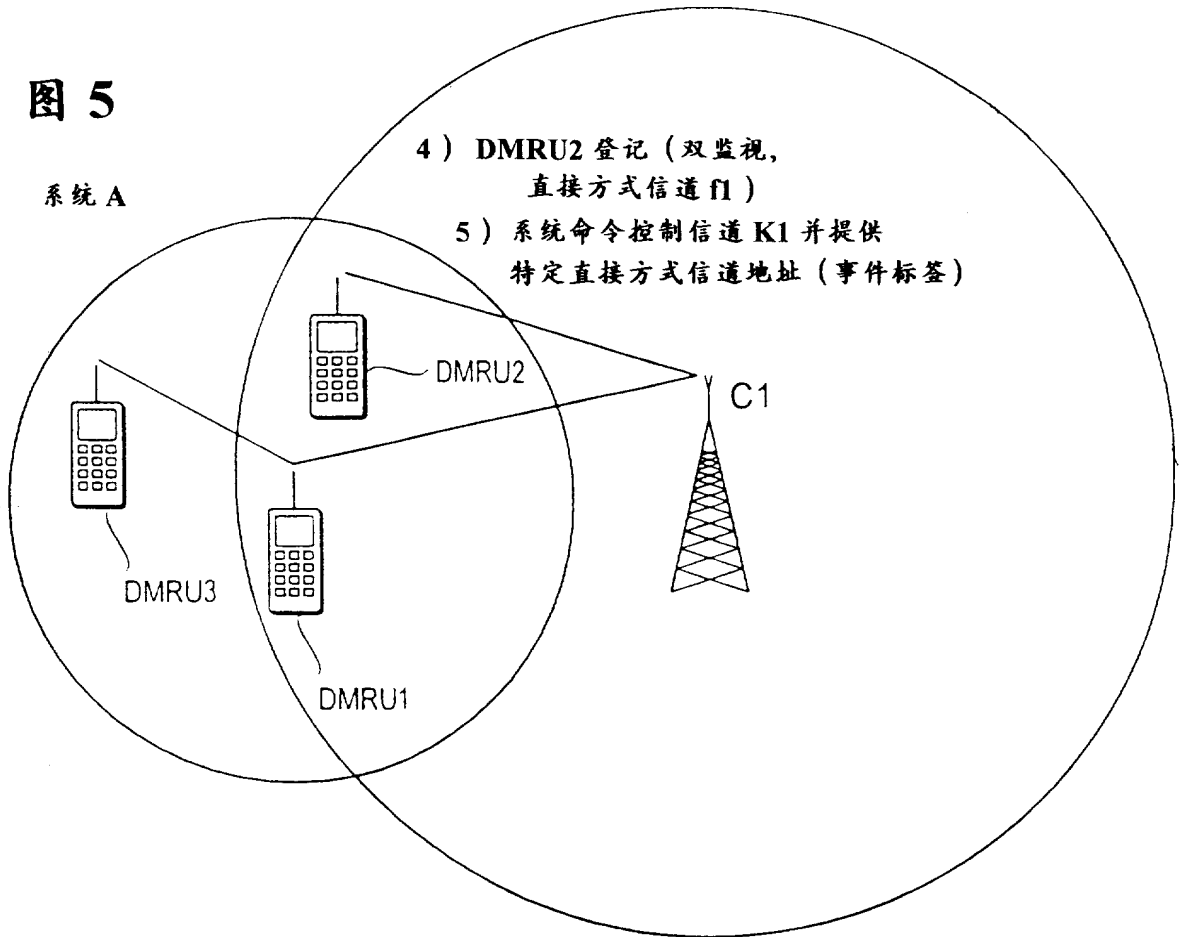 图 5
系统 A
4） DMRU2 登记（双监视，
直接方式信道 f1）
5）系统命令控制信道 K1 并提供
特定直接方式信道地址（事件标签）
DMRU2
C1
DMRU3
DMRU1